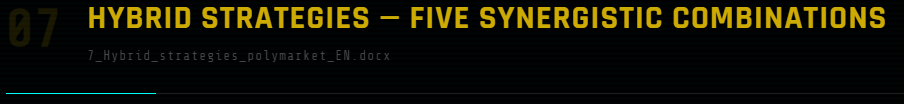 07
HYBRID STRATEGIES — FIVE SYNERGISTIC COMBINATIONS
7_Hybrid_strategies_polymarket_EN.docx